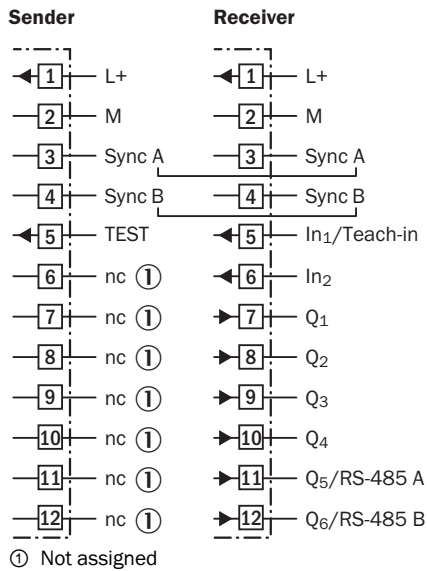 Sender Receiver
1 L+ 1 L+
2 M 2 M
3 Sync A 3 Sync A
4 Sync B 4 Sync B
5 TEST 5 In1/Teach-in
6 nc ① 6 In2
7 nc ① 7 Q1
8 nc ① 8 Q2
9 nc ① 9 Q3
10 nc ① 10 Q4
11 nc ① 11 Q5/RS-485 A
12 nc ① 12 Q6/RS-485 B
① Not assigned